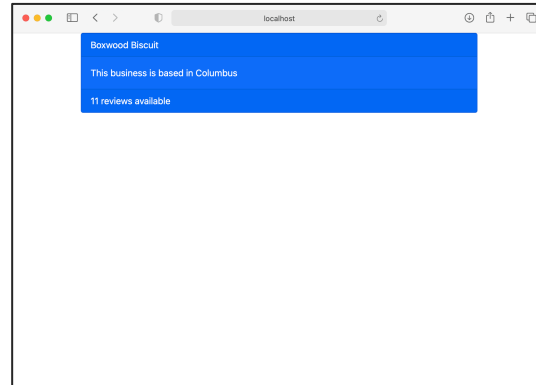 localhost
Boxwood Biscuit
This business is based in Columbus
11 reviews available